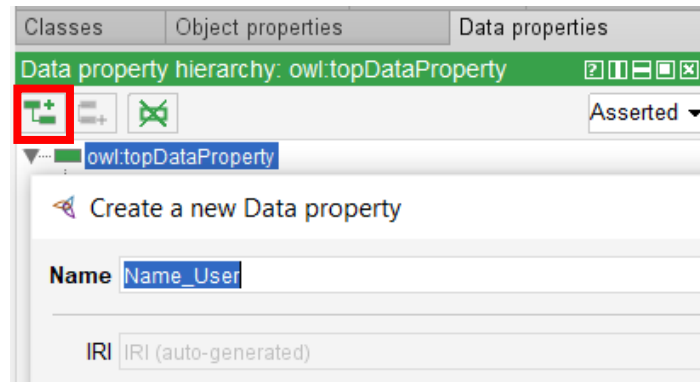 Classes Object properties Data properties
Data property hierarchy: owl:topDataProperty
Asserted
owl:topDataProperty
Create a new Data property
Name Name_User
IRI IRI (auto-generated)